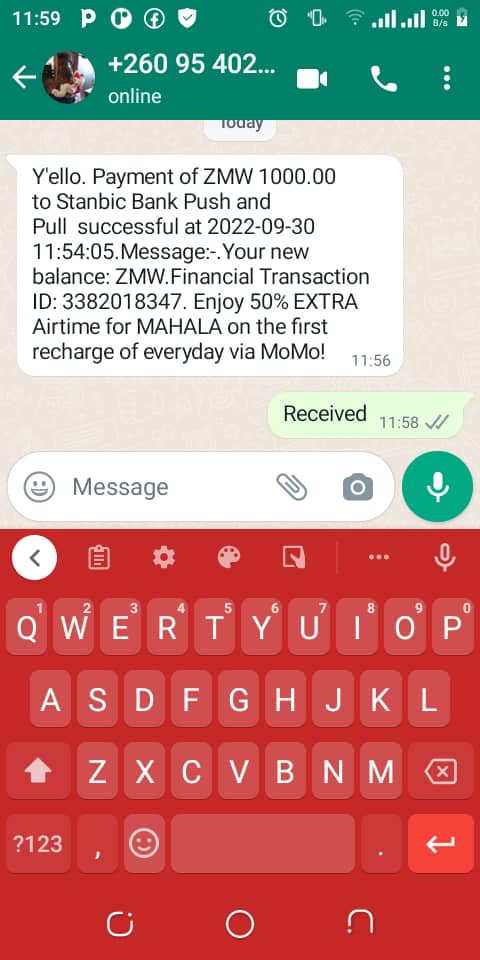 11:59
0.00
B/s
+260 95 402...
online
Today
Y'ello. Payment of ZMW 1000.00
to Stanbic Bank Push and
Pull  successful at 2022-09-30
11:54:05.Message:-.Your new
balance: ZMW.Financial Transaction
ID: 3382018347. Enjoy 50% EXTRA
Airtime for MAHALA on the first
recharge of everyday via MoMo!
11:56
Received
11:58
Message
1 2 3 4 5 6 7 8 9 0
Q W E R T Y U I O P
A S D F G H J K L
Z X C V B N M
?123 , .